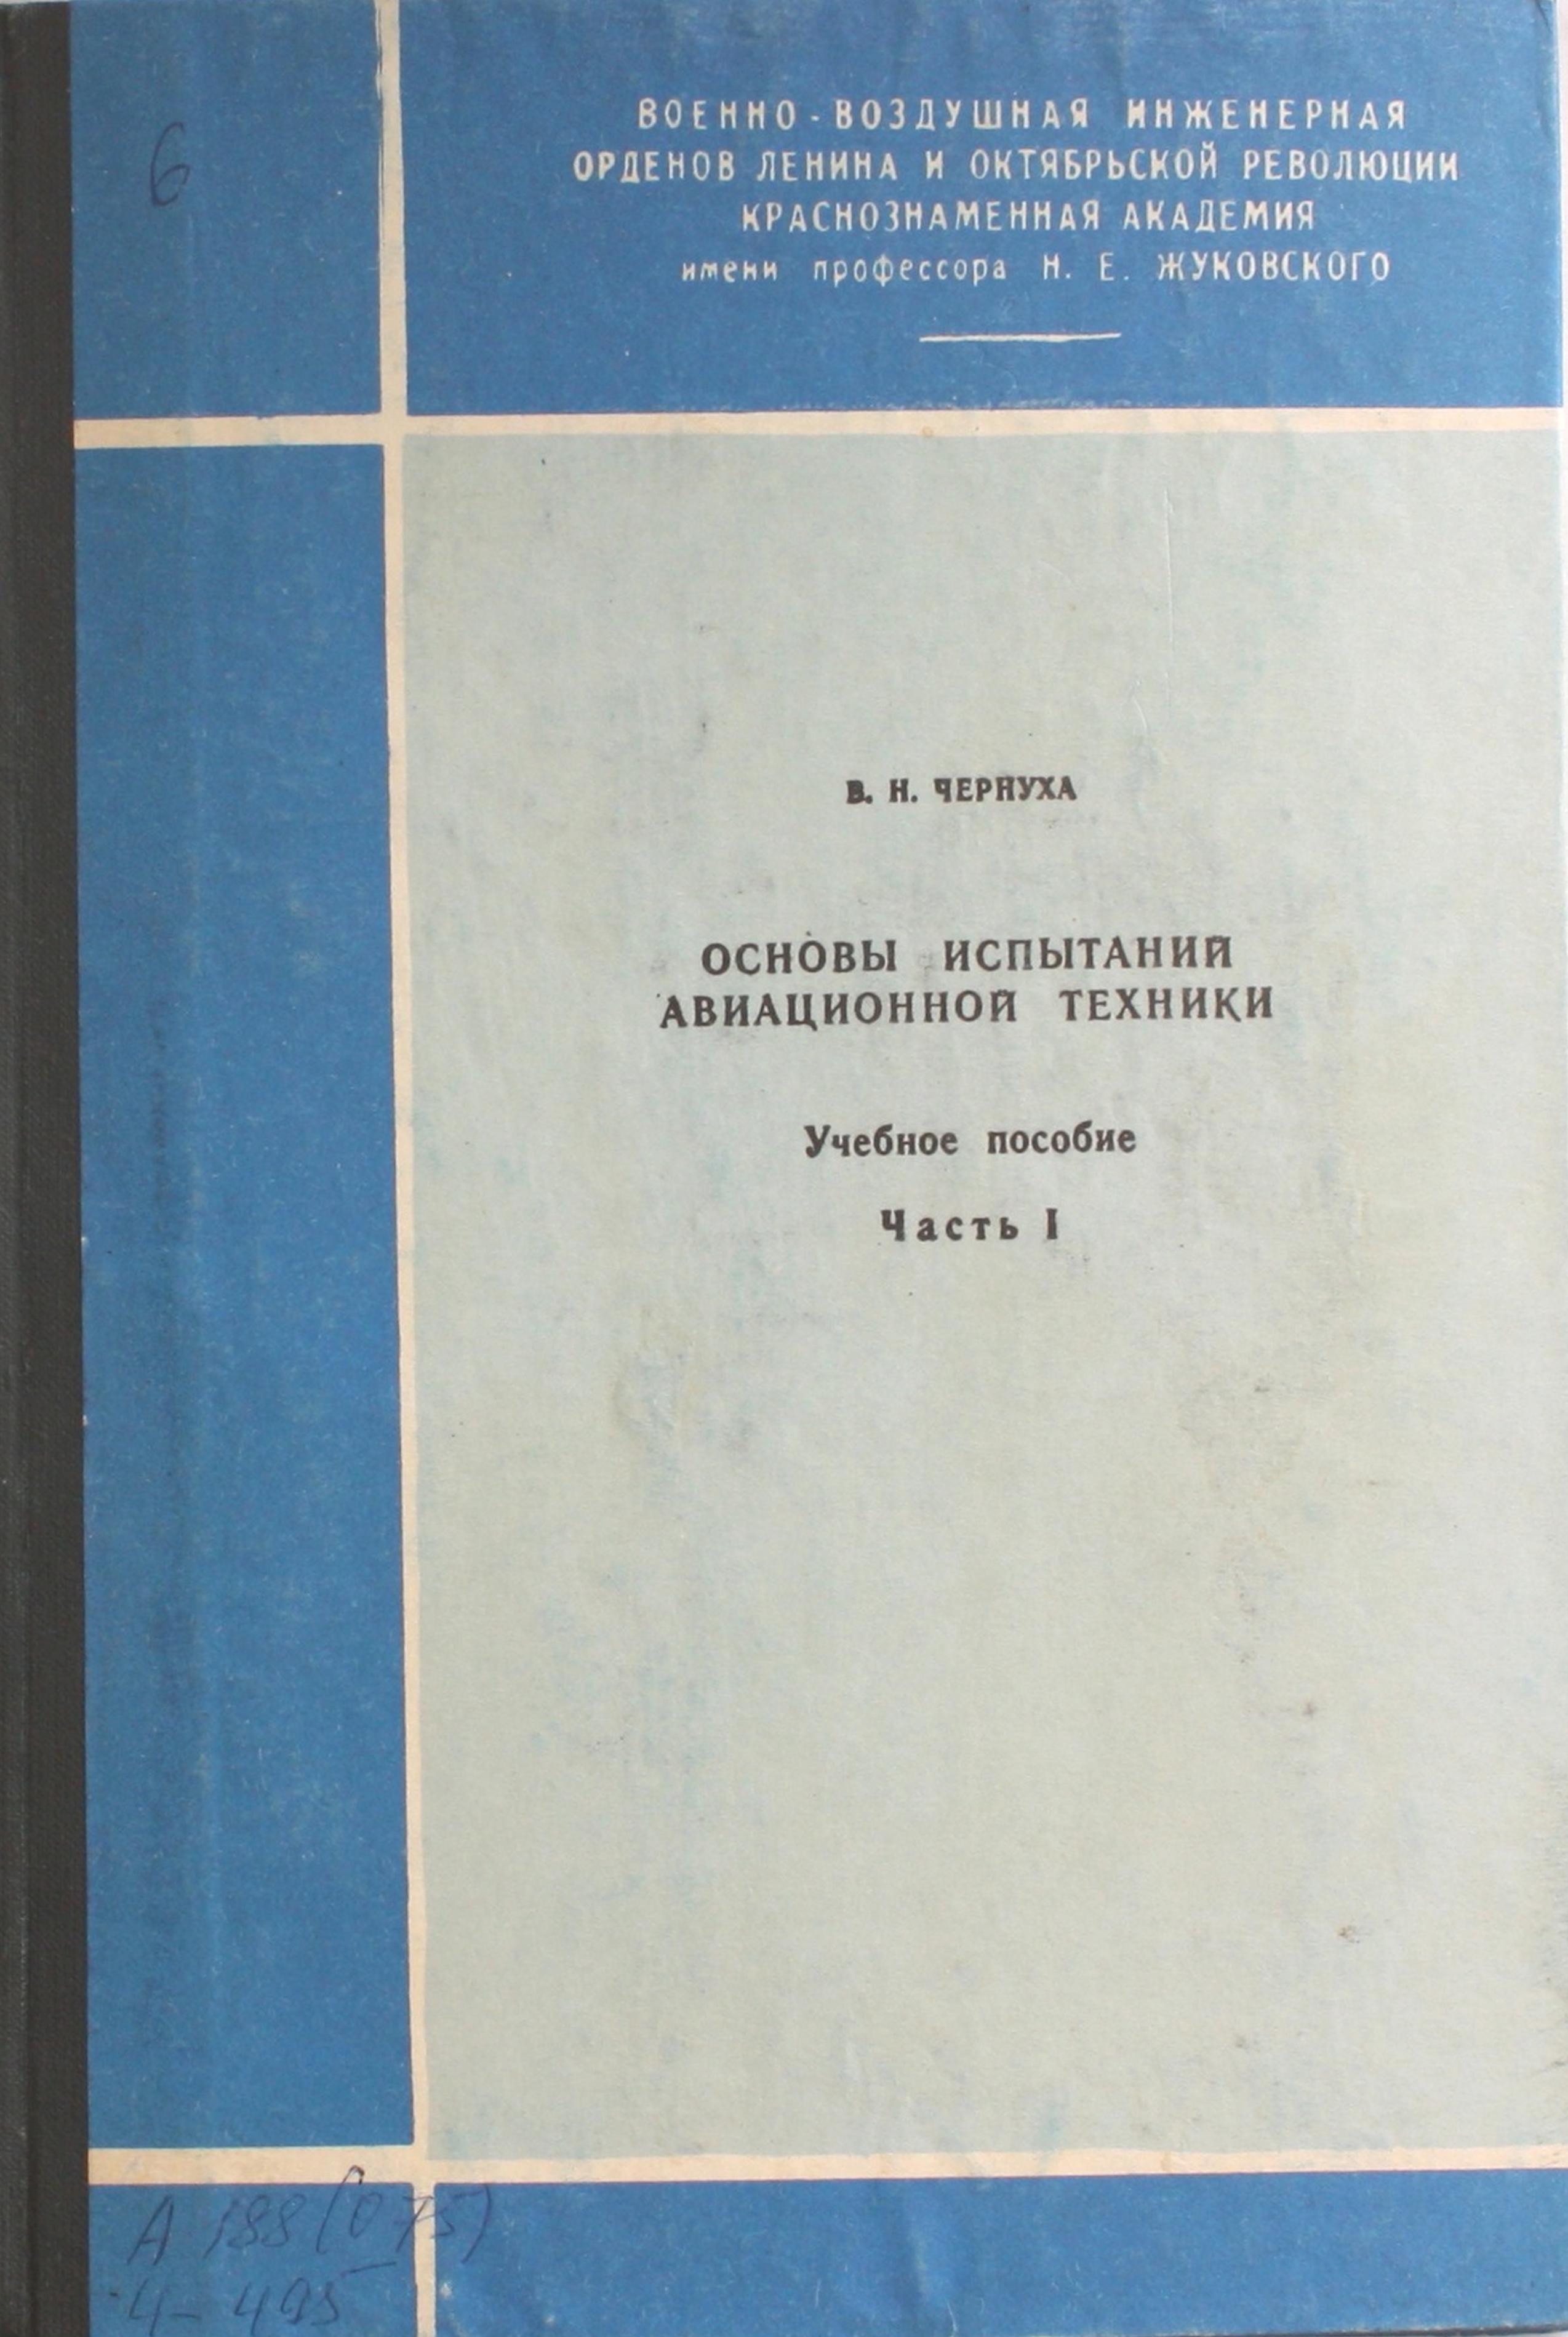 6
ВОЕННО-ВОЗДУШНАЯ ИНЖЕНЕРНАЯ
ОРДЕНОВ ЛЕНИНА И ОКТЯБРЬСКОЙ РЕВОЛЮЦИИ
КРАСНОЗНАМЕННАЯ АКАДЕМИЯ
имени профессора Н. Е. ЖУКОВСКОГО
В. Н. ЧЕРНУХА
ОСНОВЫ ИСПЫТАНИЙ
АВИАЦИОННОЙ ТЕХНИКИ
Учебное пособие
Часть I
А 188 (075)
Ч-495